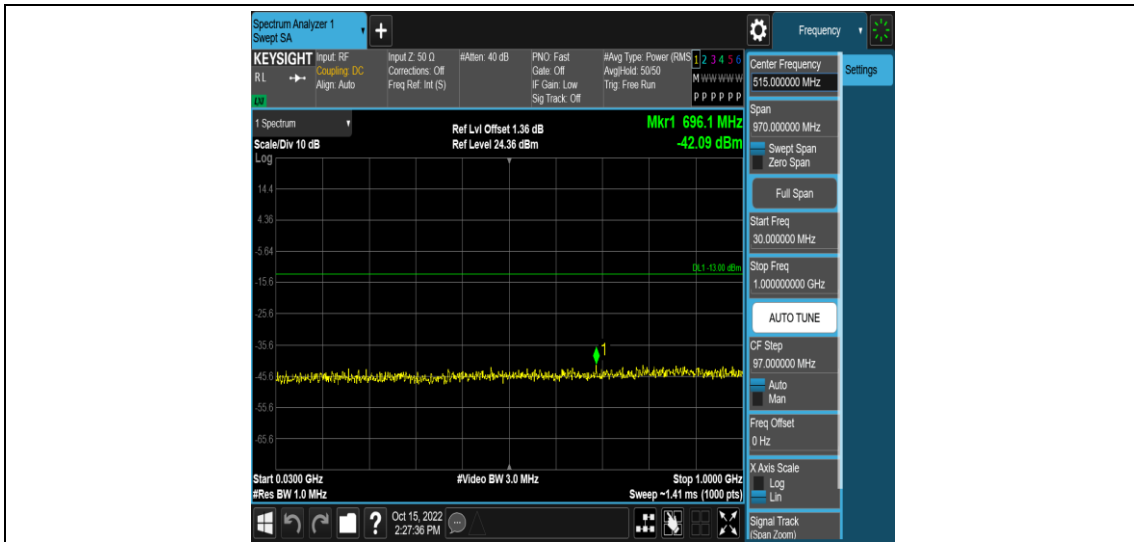 Spectrum Analyzer 1
Swept SA
+
Frequency
KEYSIGHT
RL
LXI
Input: RF
Coupling: DC
Align: Auto
Input Z: 50 Ω
Corrections: Off
Freq Ref: Int (S)
#Atten: 40 dB
PNO: Fast
Gate: Off
IF Gain: Low
Sig Track: Off
#Avg Type: Power (RMS
Avg|Hold: 50/50
Trig: Free Run
1 2 3 4 5 6
M W W W W W
P P P P P P
1 Spectrum
Scale/Div 10 dB
Ref Lvl Offset 1.36 dB
Ref Level 24.36 dBm
Mkr1 696.1 MHz
-42.09 dBm
Log
14.4
4.36
-5.64
DL1 -13.00 dBm
-15.6
-25.6
-35.6
1
-45.6
-55.6
-65.6
Start 0.0300 GHz
#Res BW 1.0 MHz
#Video BW 3.0 MHz
Stop 1.0000 GHz
Sweep ~1.41 ms (1000 pts)
?
Oct 15, 2022
2:27:36 PM
Center Frequency
515.000000 MHz
Settings
Span
970.000000 MHz
Swept Span
Zero Span
Full Span
Start Freq
30.000000 MHz
Stop Freq
1.000000000 GHz
AUTO TUNE
CF Step
97.000000 MHz
Auto
Man
Freq Offset
0 Hz
X Axis Scale
Log
Lin
Signal Track
(Span Zoom)